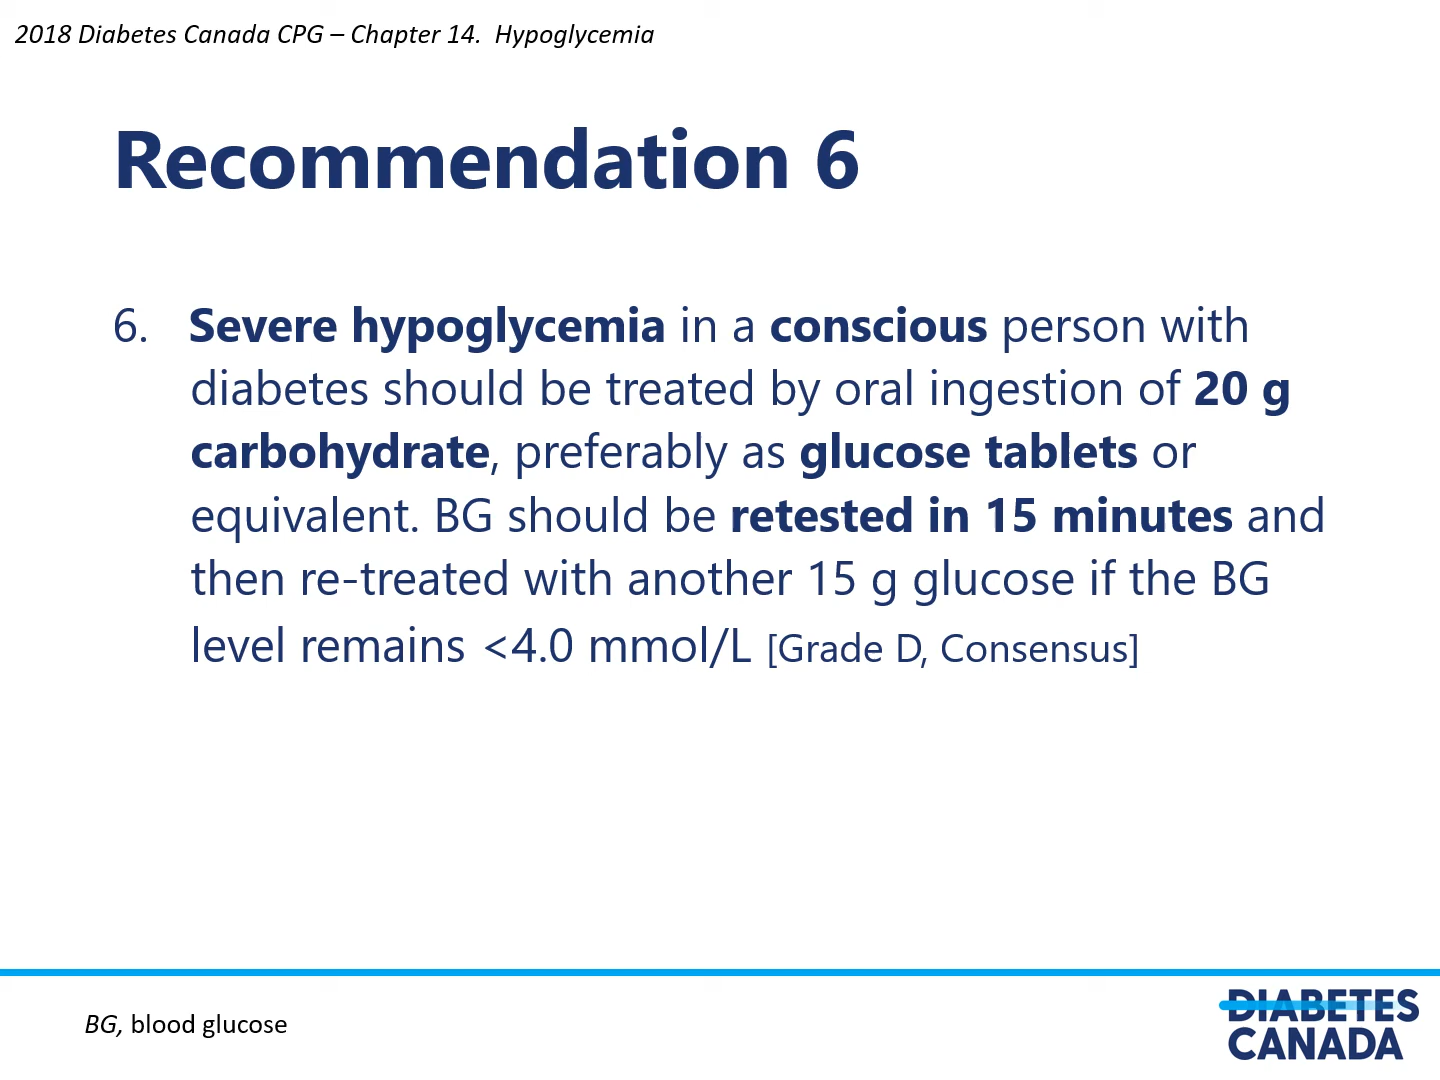 2018 Diabetes Canada CPG – Chapter 14. Hypoglycemia
Recommendation 6
6. Severe hypoglycemia in a conscious person with
diabetes should be treated by oral ingestion of 20 g
carbohydrate, preferably as glucose tablets or
equivalent. BG should be retested in 15 minutes and
then re-treated with another 15 g glucose if the BG
level remains <4.0 mmol/L [Grade D, Consensus]
BG, blood glucose
DIABETES
CANADA